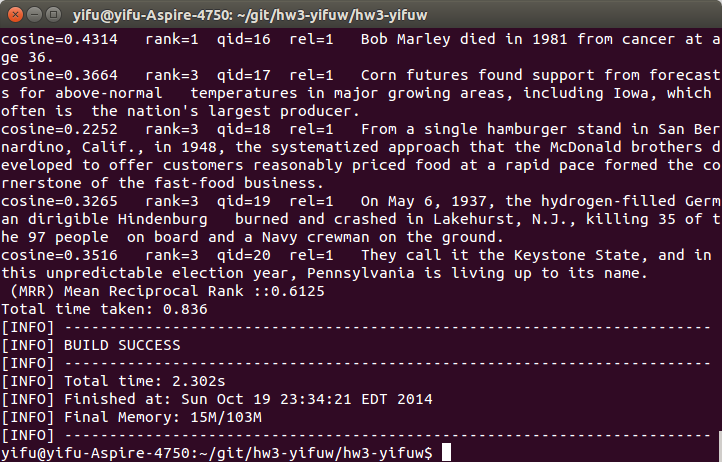 yifu@yifu-Aspire-4750: ~/git/hw3-yifuw/hw3-yifuw
cosine=0.4314   rank=1  qid=16  rel=1   Bob Marley died in 1981 from cancer at a
ge 36.
cosine=0.3664   rank=3  qid=17  rel=1   Corn futures found support from forecast
s for above-normal   temperatures in major growing areas, including Iowa, which
often is  the nation's largest producer.
cosine=0.2252   rank=3  qid=18  rel=1   From a single hamburger stand in San Ber
nardino, Calif., in 1948, the systematized approach that the McDonald brothers d
eveloped to offer customers reasonably priced food at a rapid pace formed the co
rnerstone of the fast-food business.
cosine=0.3265   rank=3  qid=19  rel=1   On May 6, 1937, the hydrogen-filled Germ
an dirigible Hindenburg   burned and crashed in Lakehurst, N.J., killing 35 of t
he 97 people  on board and a Navy crewman on the ground.
cosine=0.3516   rank=3  qid=20  rel=1   They call it the Keystone State, and in
this unpredictable election year, Pennsylvania is living up to its name.
 (MRR) Mean Reciprocal Rank ::0.6125
Total time taken: 0.836
[INFO] ------------------------------------------------------------------------
[INFO] BUILD SUCCESS
[INFO] ------------------------------------------------------------------------
[INFO] Total time: 2.302s
[INFO] Finished at: Sun Oct 19 23:34:21 EDT 2014
[INFO] Final Memory: 15M/103M
[INFO] ------------------------------------------------------------------------
yifu@yifu-Aspire-4750:~/git/hw3-yifuw/hw3-yifuw$